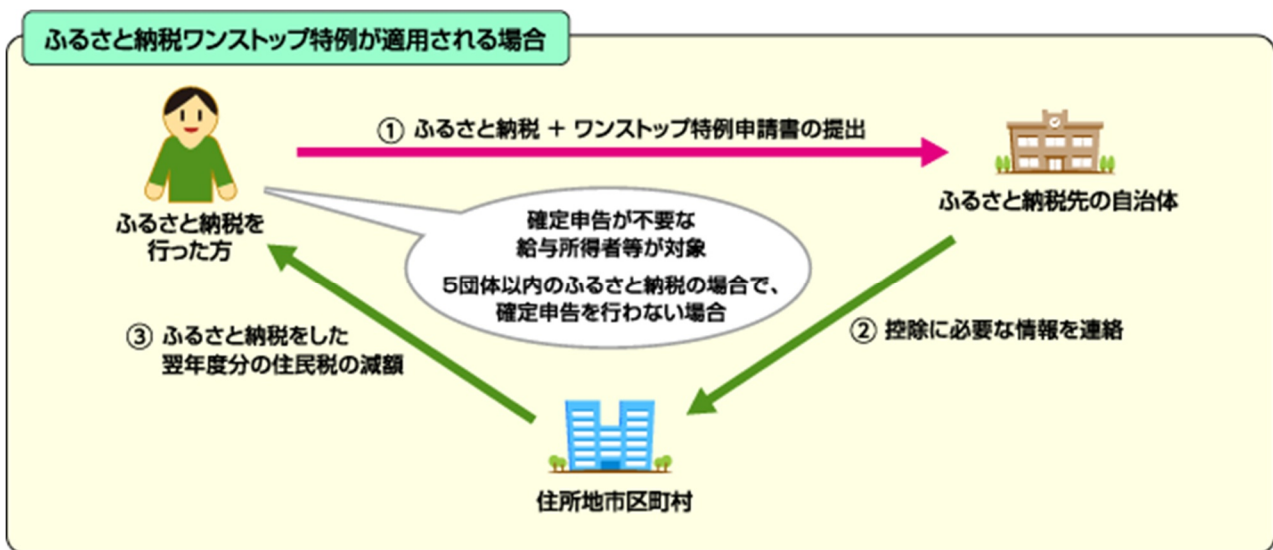 ふるさと納税ワンストップ特例が適用される場合
① ふるさと納税 + ワンストップ特例申請書の提出
ふるさと納税を
行った方
ふるさと納税先の自治体
確定申告が不要な
給与所得者等が対象
5団体以内のふるさと納税の場合で、
確定申告を行わない場合
② 控除に必要な情報を連絡
③ ふるさと納税をした
翌年度分の住民税の減額
住所地市区町村